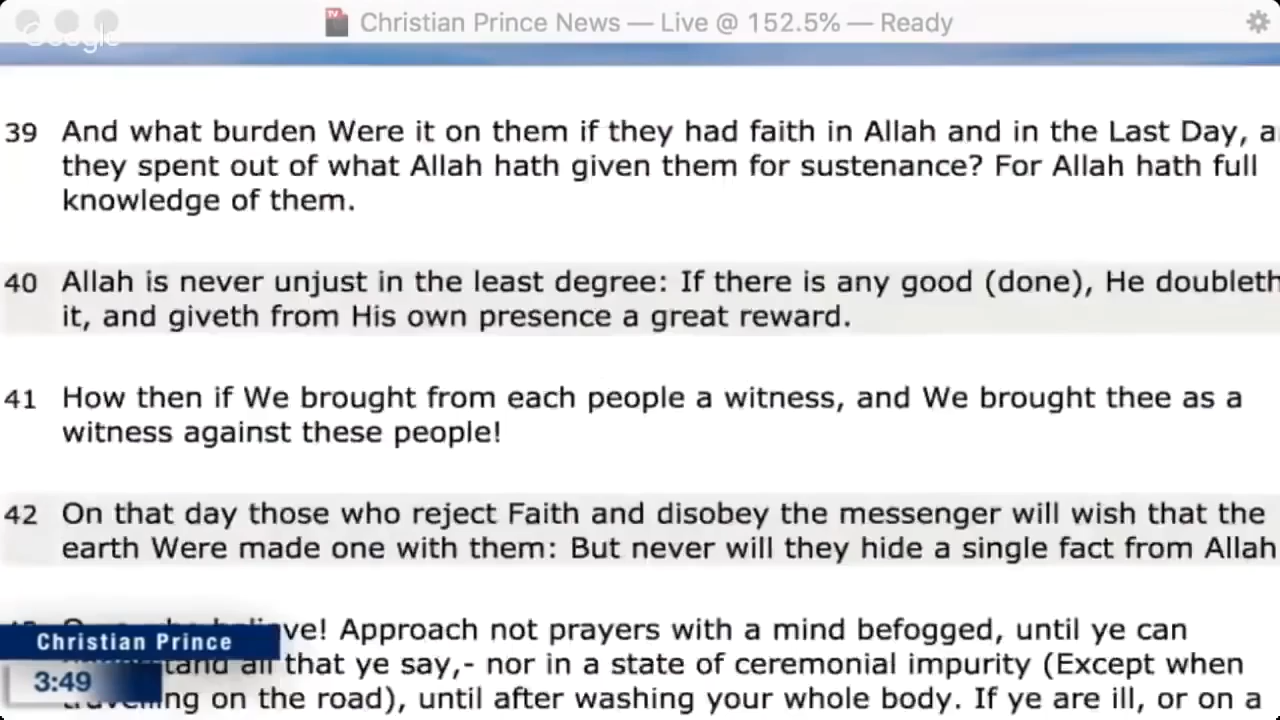 Christian Prince News — Live @ 152.5% — Ready
Google
39 And what burden Were it on them if they had faith in Allah and in the Last Day, a
they spent out of what Allah hath given them for sustenance? For Allah hath full
knowledge of them.
40 Allah is never unjust in the least degree: If there is any good (done), He doubleth
it, and giveth from His own presence a great reward.
41 How then if We brought from each people a witness, and We brought thee as a
witness against these people!
42 On that day those who reject Faith and disobey the messenger will wish that the
earth Were made one with them: But never will they hide a single fact from Allah
ve! Approach not prayers with a mind befogged, until ye can
all that ye say,- nor in a state of ceremonial impurity (Except when
on the road), until after washing your whole body. If ye are ill, or on a
Christian Prince
3:49